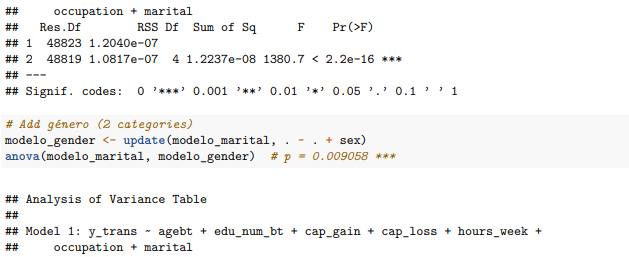 ##     occupation + marital
##   Res.Df        RSS Df  Sum of Sq      F    Pr(>F)
## 1  48823 1.2040e-07
## 2  48819 1.0817e-07  4 1.2237e-08 1380.7 < 2.2e-16 ***
## ---
## Signif. codes:  0 '***' 0.001 '**' 0.01 '*' 0.05 '.' 0.1 ' ' 1
# Add género (2 categories)
modelo_gender <- update(modelo_marital, . ~ . + sex)
anova(modelo_marital, modelo_gender)  # p = 0.009058 ***
## Analysis of Variance Table
##
## Model 1: y_trans ~ agebt + edu_num_bt + cap_gain + cap_loss + hours_week +
##     occupation + marital